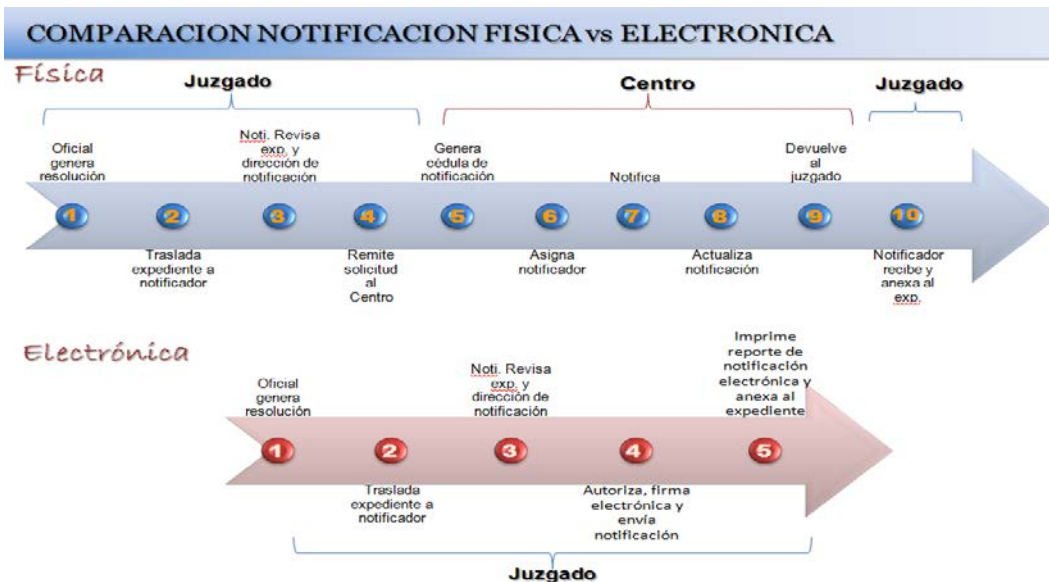 COMPARACION NOTIFICACION FISICA vs ELECTRONICA
Física
Juzgado
Centro
Juzgado
Oficial
genera
resolución
Noti. Revisa
exp. y
dirección de
notificación
Genera
cédula de
notificación
Notifica
Devuelve
al
juzgado
1
2
3
4
5
6
7
8
9
10
Traslada
expediente a
notificador
Remite
solicitud
al
Centro
Asigna
notificador
Actualiza
notificación
Notificador
recibe y
anexa al
exp.
Electrónica
Oficial
genera
resolución
Noti. Revisa
exp. y
dirección de
notificación
Imprime
reporte de
notificación
electrónica y
anexa al
expediente
1
2
3
4
5
Traslada
expediente a
notificador
Autoriza, firma
electrónica y
envía
notificación
Juzgado